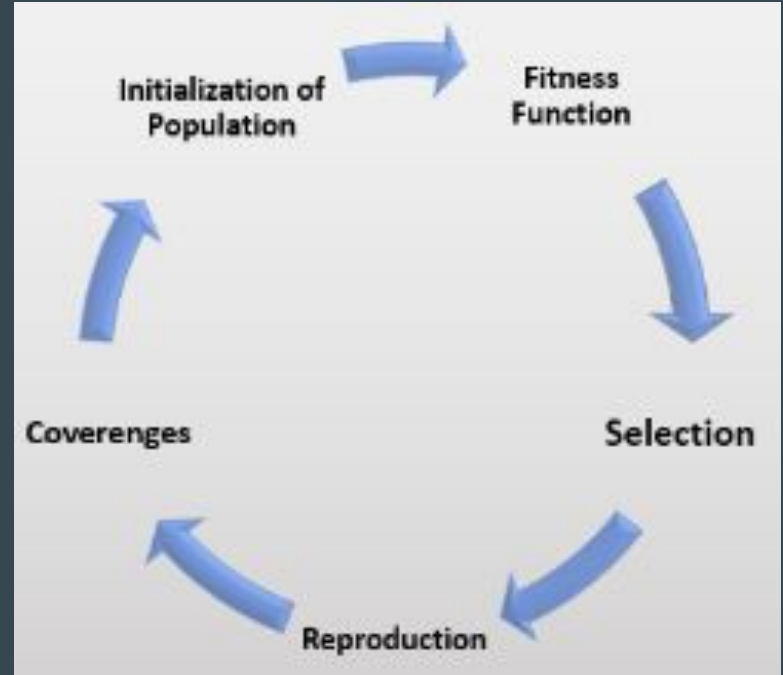 Initialization of
Population
Fitness
Function
Selection
Reproduction
Coverenges